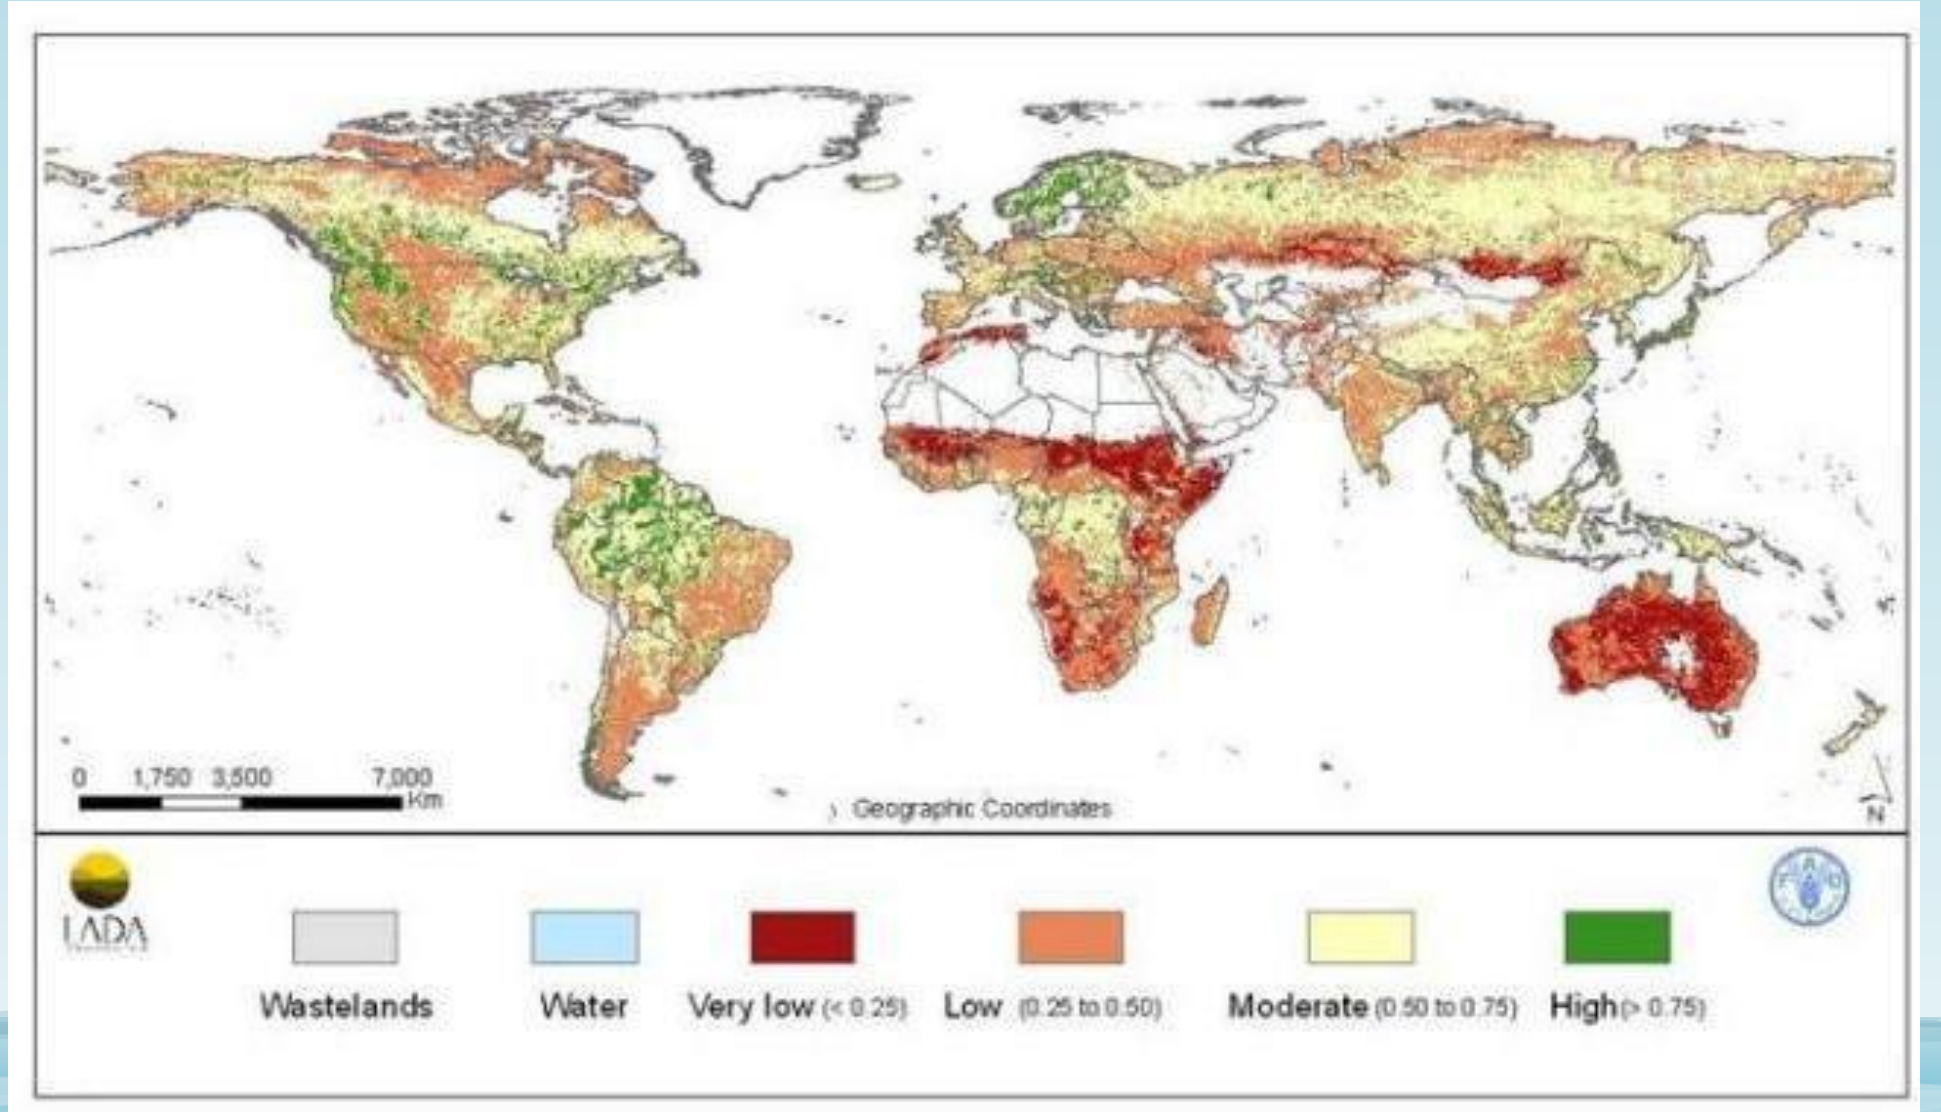 0 1,750 3,500 7,000
Km
Geographic Coordinates
N
LADA
F A O
Wastelands
Water
Very low (< 0.25)
Low (0.25 to 0.50)
Moderate (0.50 to 0.75)
High (> 0.75)